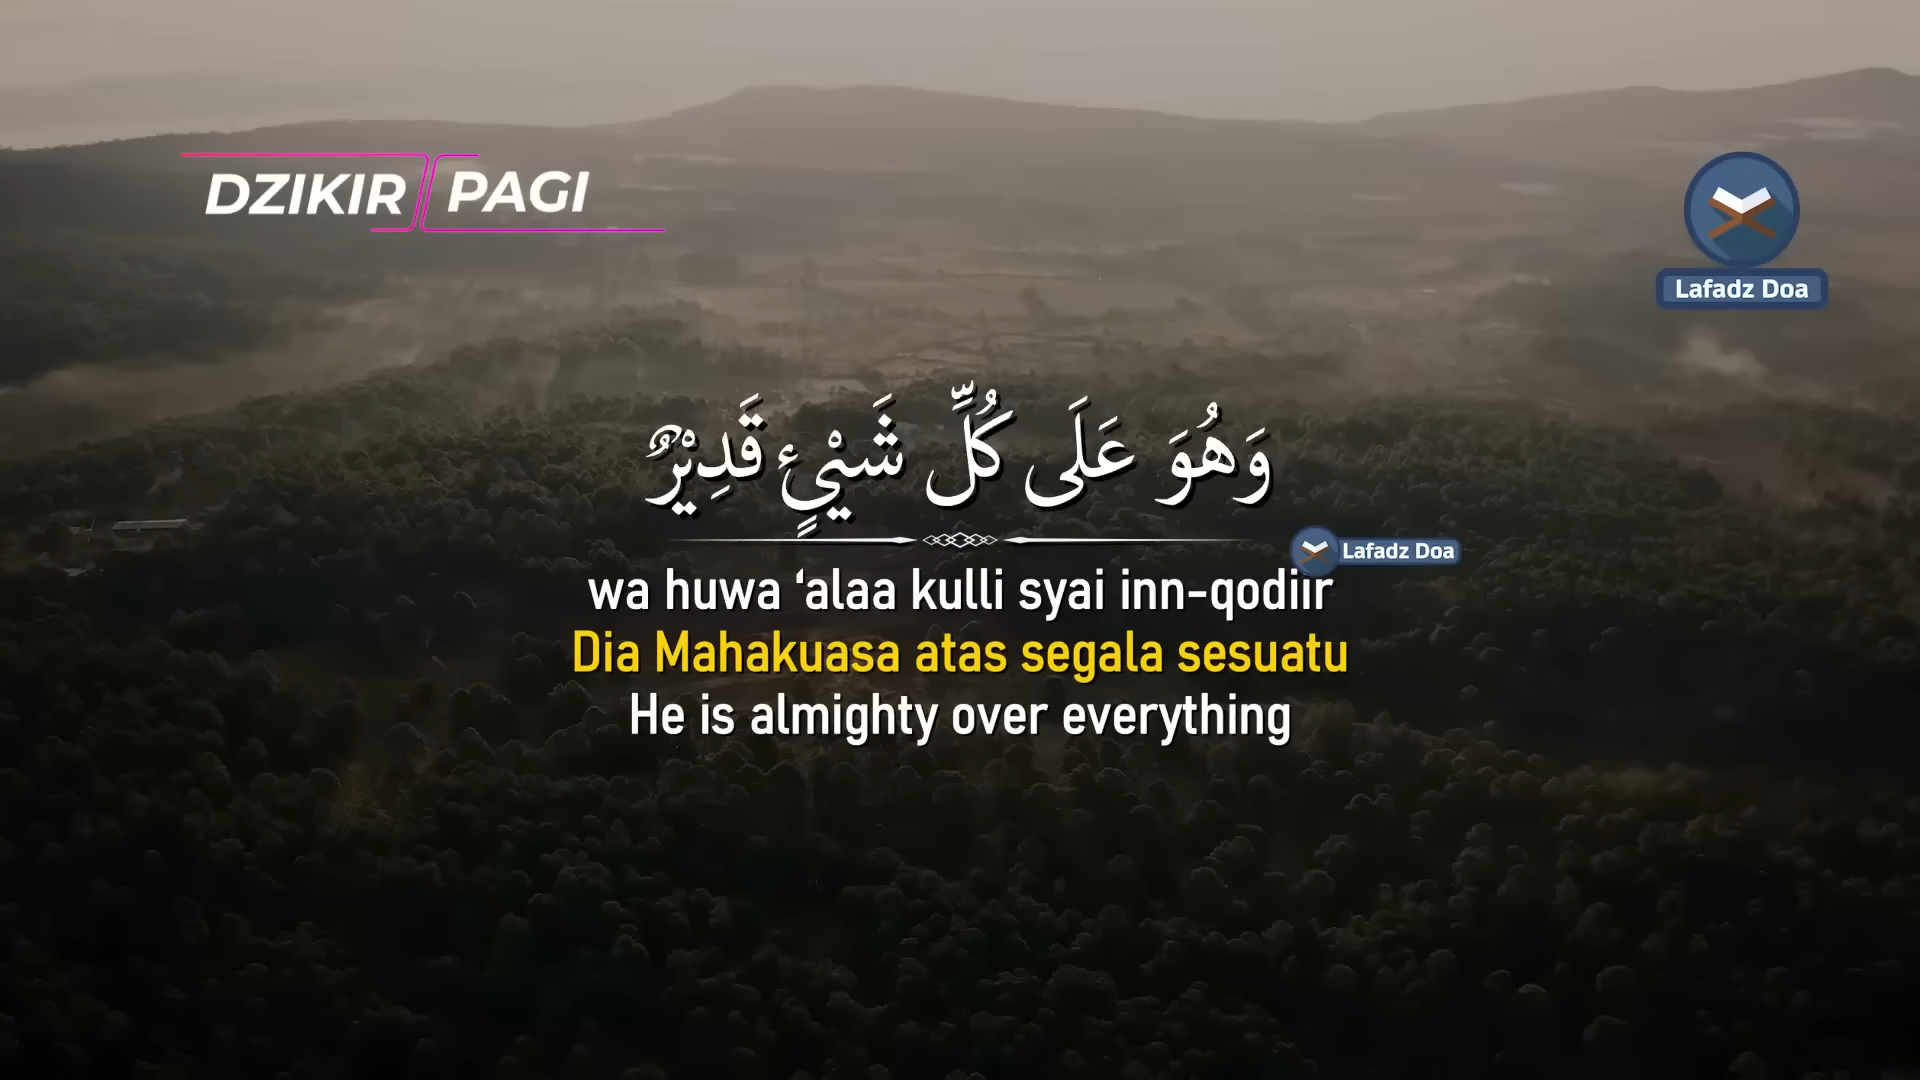 DZIKIR PAGI
Lafadz Doa
وَهُوَ عَلَى كُلِّ شَيْءٍ قَدِيْرٌ
Lafadz Doa
wa huwa ‘alaa kulli syai inn-qodiir
Dia Mahakuasa atas segala sesuatu
He is almighty over everything